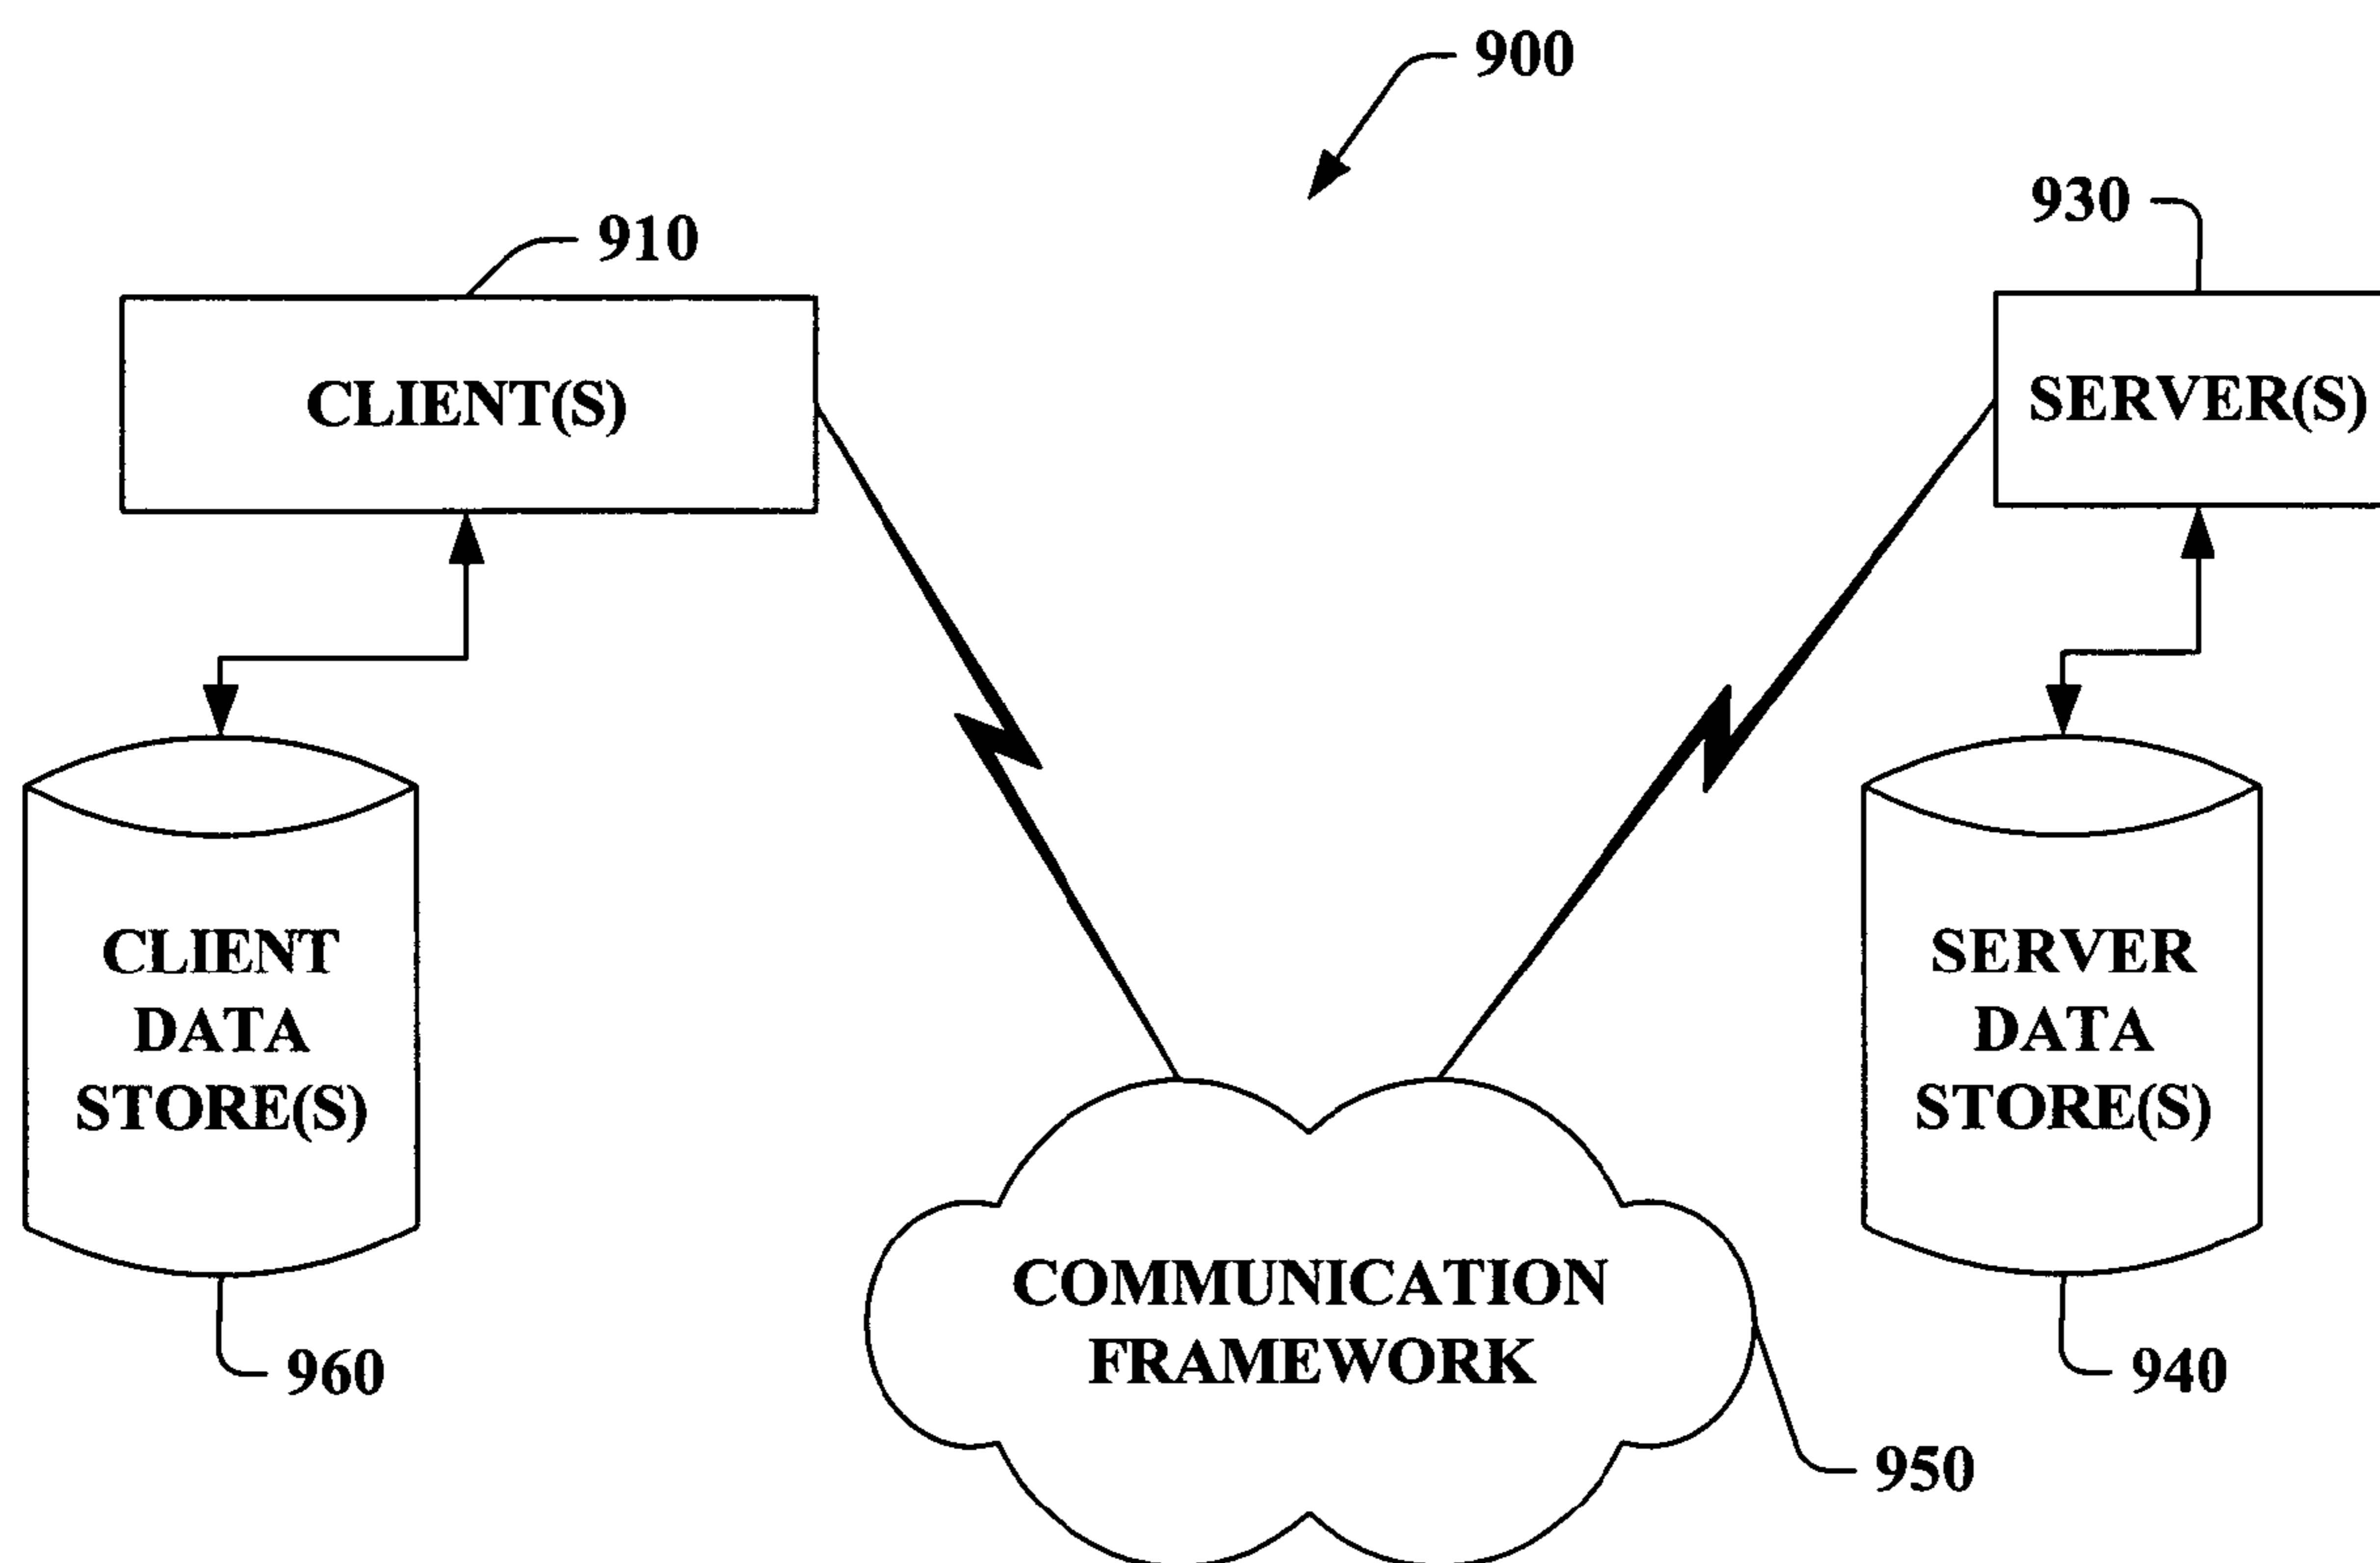 900
910
930
CLIENT(S)
SERVER(S)
CLIENT
DATA
STORE(S)
SERVER
DATA
STORE(S)
COMMUNICATION
FRAMEWORK
960
940
950